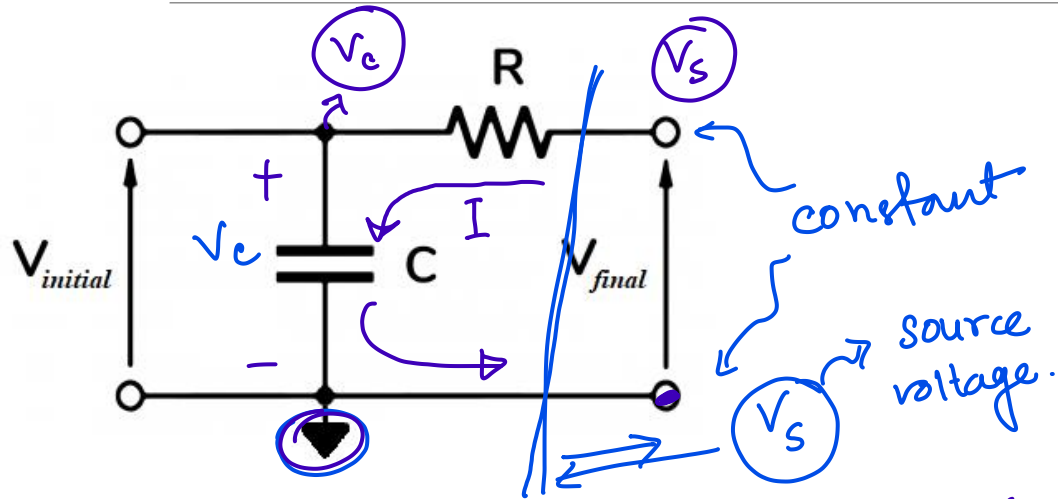 Vc
R
Vs
+
I
constant
Vinitial
Vc
C
Vfinal
source
voltage.
-
Vs